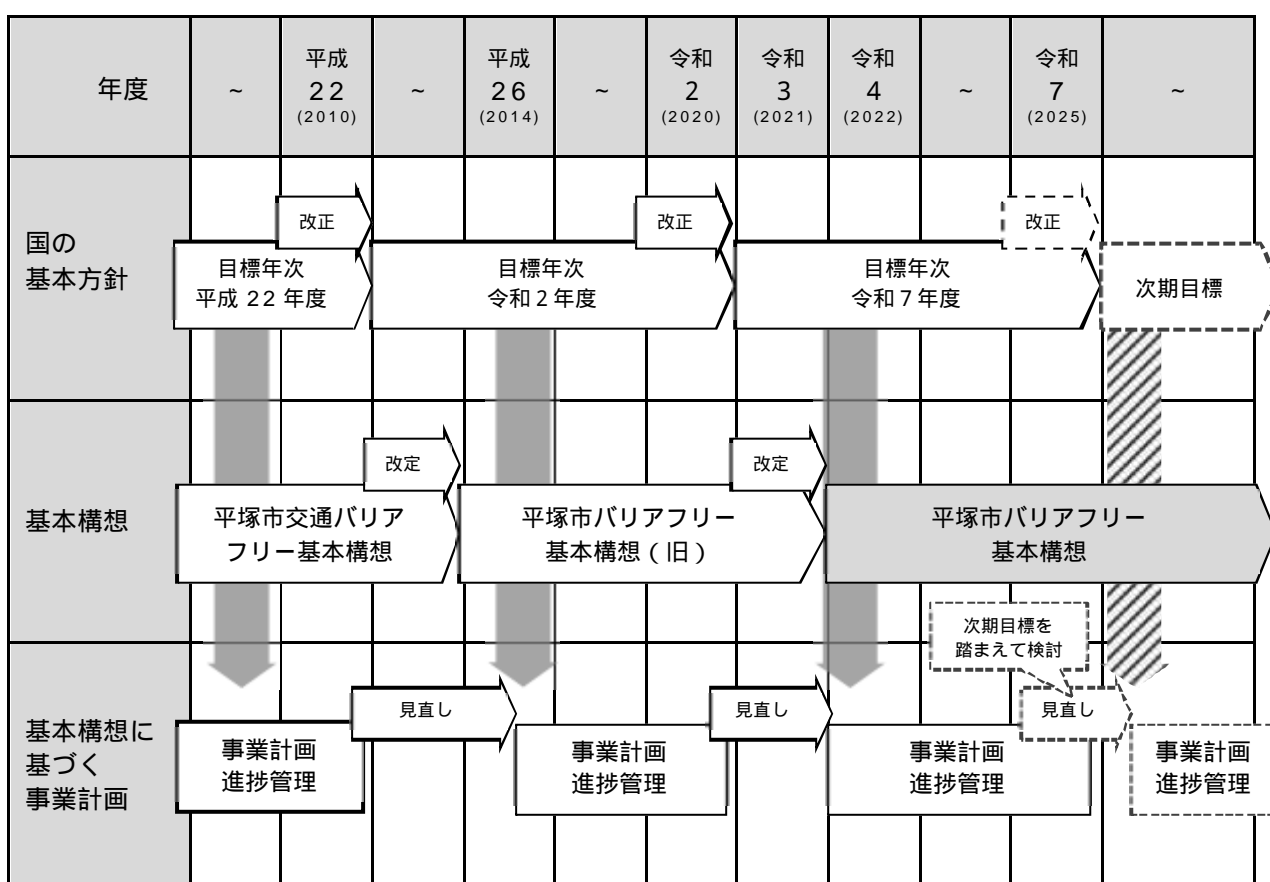 年度
~
平成
22
(2010)
~
平成
26
(2014)
~
令和
2
(2020)
令和
3
(2021)
令和
4
(2022)
~
令和
7
(2025)
~
国の
基本方針
改正
改正
改正
目標年次
平成 22 年度
目標年次
令和2年度
目標年次
令和7年度
次期目標
基本構想
改定
改定
平塚市交通バリア
フリー基本構想
平塚市バリアフリー
基本構想(旧)
平塚市バリアフリー
基本構想
次期目標を
踏まえて検討
基本構想に
基づく
事業計画
見直し
見直し
見直し
事業計画
進捗管理
事業計画
進捗管理
事業計画
進捗管理
事業計画
進捗管理